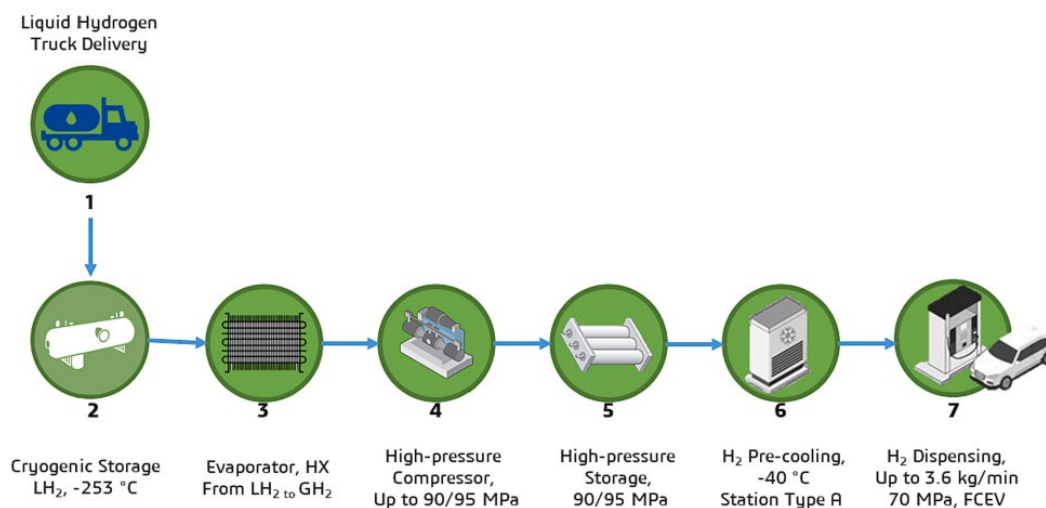 Liquid Hydrogen
Truck Delivery
1
2
3
4
5
6
7
Cryogenic Storage
LH₂, -253 °C
Evaporator, HX
From LH₂ to GH₂
High-pressure
Compressor,
Up to 90/95 MPa
High-pressure
Storage,
90/95 MPa
H₂ Pre-cooling,
-40 °C
Station Type A
H₂ Dispensing,
Up to 3.6 kg/min
70 MPa, FCEV